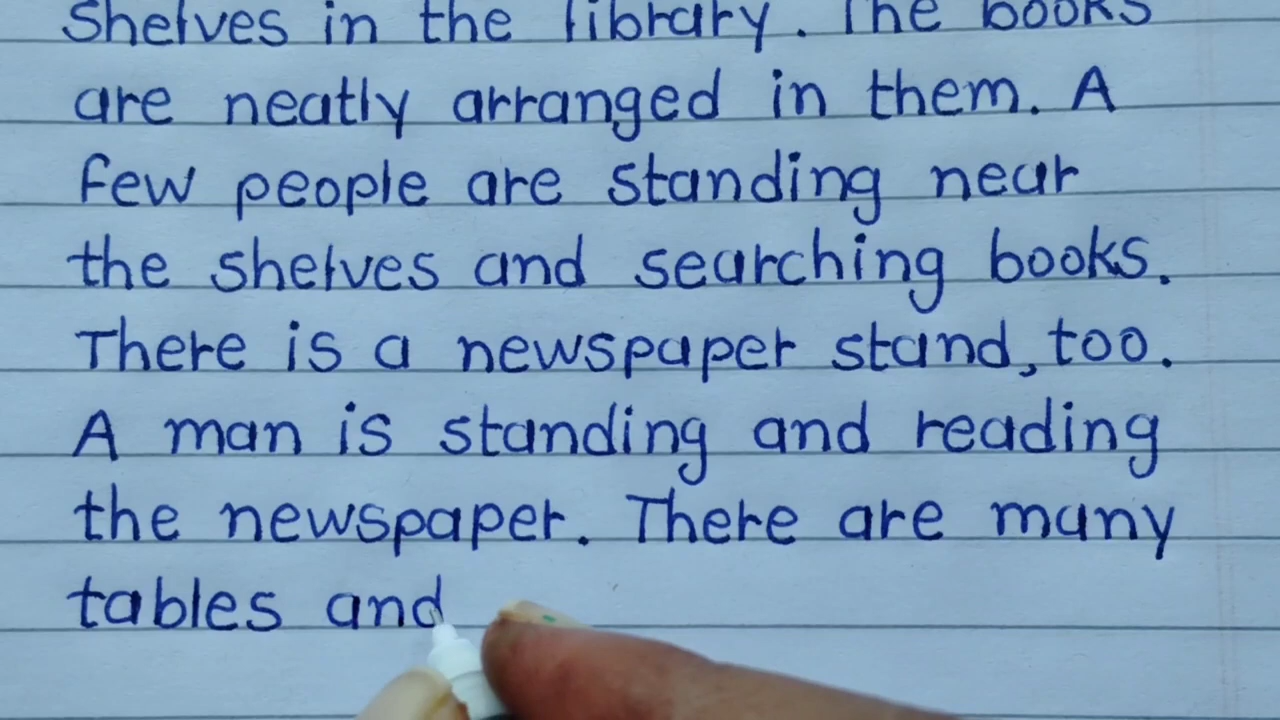 Shelves in the library. The books
are neatly arranged in them. A
few people are standing near
the shelves and searching books.
There is a newspaper stand, too.
A man is standing and reading
the newspaper. There are many
tables and